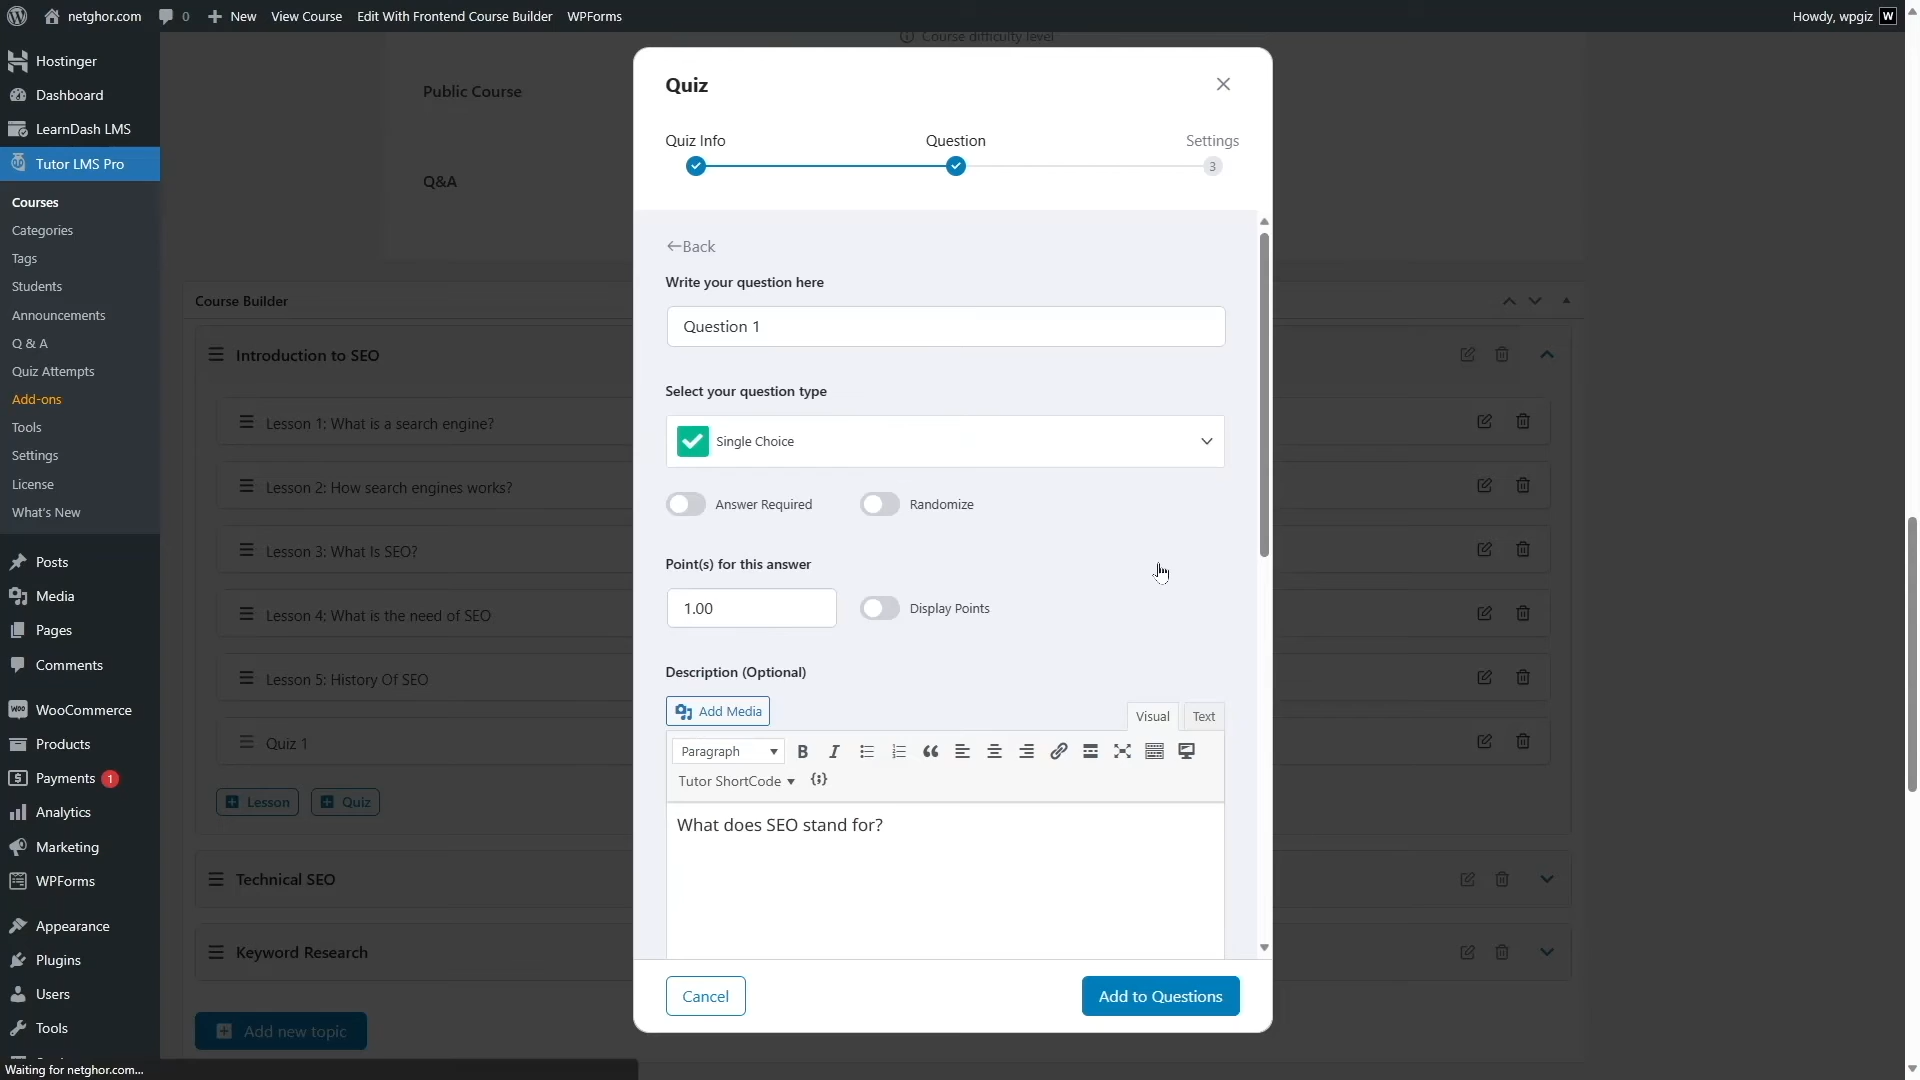 netghor.com
0
New
View Course
Edit With Frontend Course Builder
WPForms
Howdy, wpgiz
W
Hostinger
Dashboard
LearnDash LMS
Tutor LMS Pro
Courses
Categories
Tags
Students
Announcements
Q & A
Quiz Attempts
Add-ons
Tools
Settings
License
What's New
Posts
Media
Pages
Comments
WooCommerce
Products
Payments 1
Analytics
Marketing
WPForms
Appearance
Plugins
Users
Tools
Waiting for netghor.com...
Course difficulty level
Public Course
Q&A
Course Builder
Introduction to SEO
Lesson 1: What is a search engine?
Lesson 2: How search engines works?
Lesson 3: What Is SEO?
Lesson 4: What is the need of SEO
Lesson 5: History Of SEO
Quiz 1
Lesson
Quiz
Technical SEO
Keyword Research
Add new topic
Quiz
Quiz Info
Question
Settings
3
Back
Write your question here
Question 1
Select your question type
Single Choice
Answer Required
Randomize
Point(s) for this answer
1.00
Display Points
Description (Optional)
Add Media
Visual
Text
Paragraph
B
I
Tutor ShortCode
What does SEO stand for?
Cancel
Add to Questions